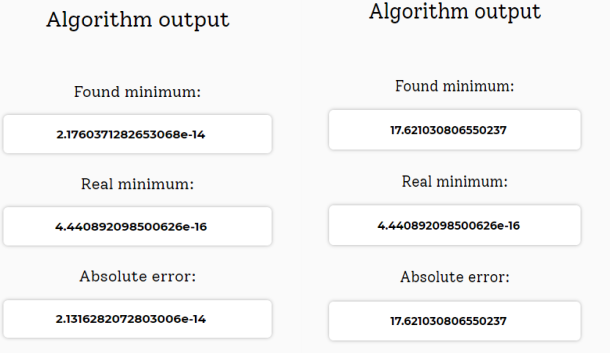 Algorithm output
Found minimum:
2.1760371282653068e-14
Real minimum:
4.440892098500626e-16
Absolute error:
2.1316282072803006e-14
Algorithm output
Found minimum:
17.621030806550237
Real minimum:
4.440892098500626e-16
Absolute error:
17.621030806550237